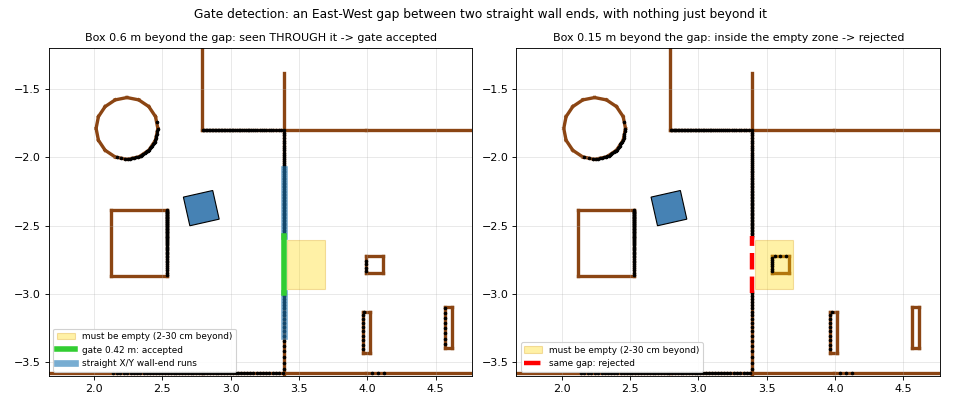 Gate detection: an East-West gap between two straight wall ends, with nothing just beyond it
Box 0.6 m beyond the gap: seen THROUGH it -> gate accepted
−1.5
−2.0
−2.5
−3.0
−3.5
2.0
2.5
3.0
3.5
4.0
4.5
must be empty (2-30 cm beyond)
gate 0.42 m: accepted
straight X/Y wall-end runs
Box 0.15 m beyond the gap: inside the empty zone -> rejected
−1.5
−2.0
−2.5
−3.0
−3.5
2.0
2.5
3.0
3.5
4.0
4.5
must be empty (2-30 cm beyond)
same gap: rejected